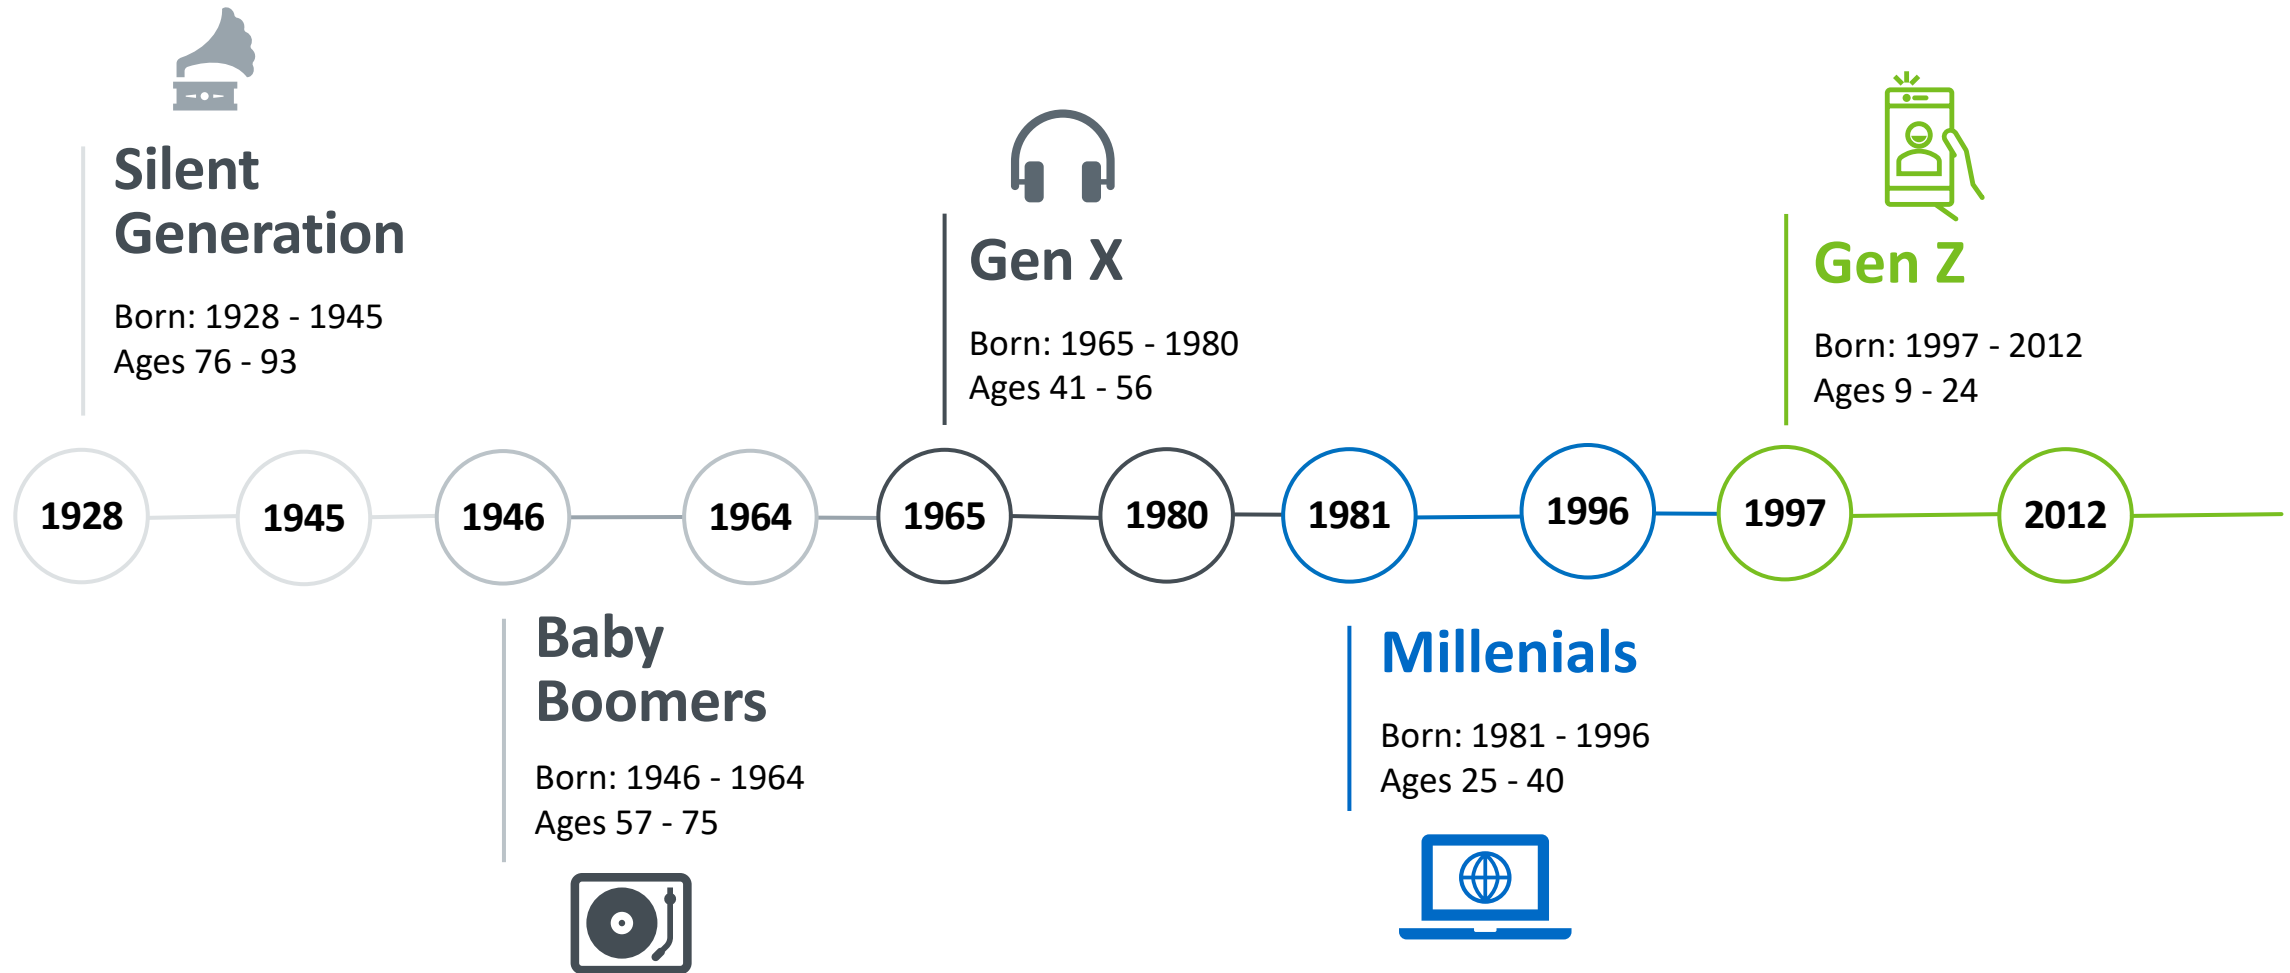 Silent
Generation
Born: 1928 - 1945
Ages 76 - 93
Gen X
Born: 1965 - 1980
Ages 41 - 56
Gen Z
Born: 1997 - 2012
Ages 9 - 24
1928
1945
1946
1964
1965
1980
1981
1996
1997
2012
Baby
Boomers
Born: 1946 - 1964
Ages 57 - 75
Millenials
Born: 1981 - 1996
Ages 25 - 40